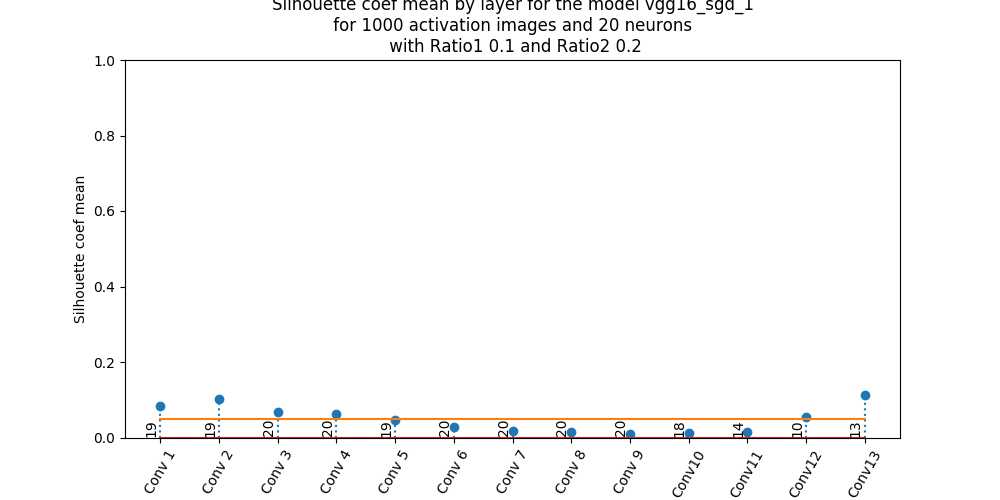 Silhouette coef mean by layer for the model vgg16_sgd_1
for 1000 activation images and 20 neurons
with Ratio1 0.1 and Ratio2 0.2
1.0
0.8
0.6
0.4
0.2
0.0
Silhouette coef mean
19
19
20
20
19
20
20
20
20
18
14
10
13
Conv 1
Conv 2
Conv 3
Conv 4
Conv 5
Conv 6
Conv 7
Conv 8
Conv 9
Conv10
Conv11
Conv12
Conv13